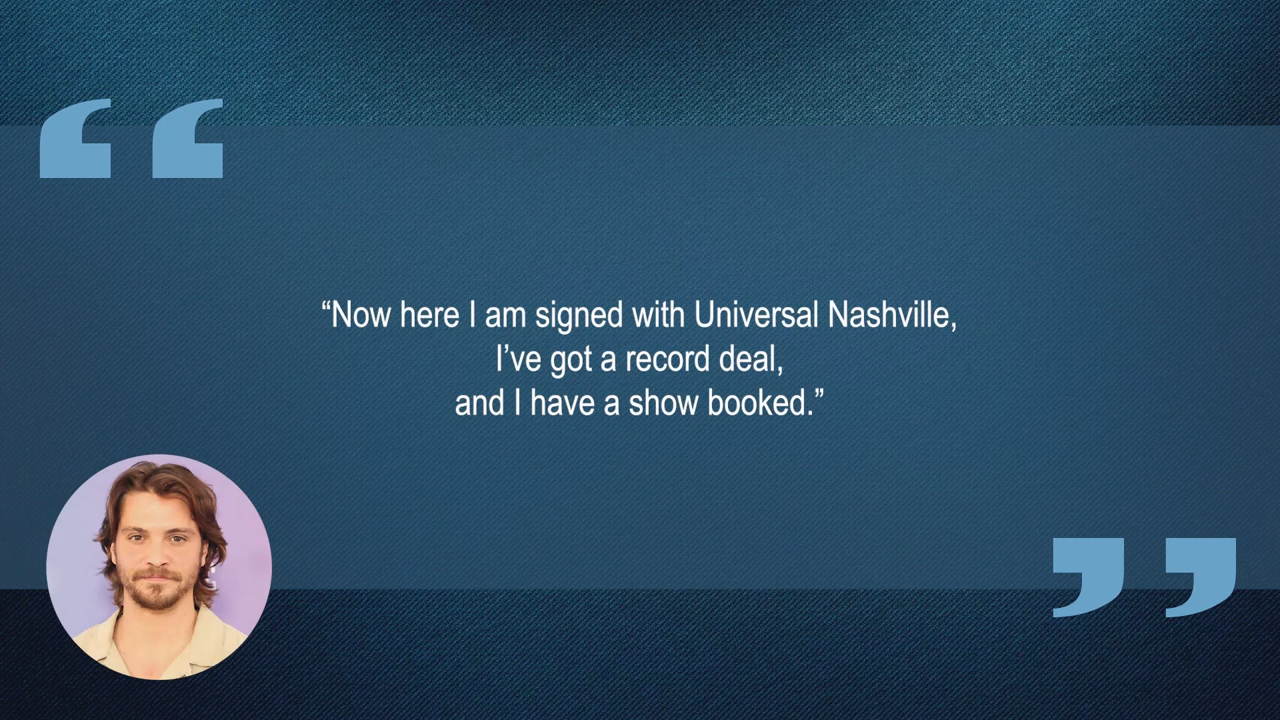 “Now here I am signed with Universal Nashville,
I’ve got a record deal,
and I have a show booked.”